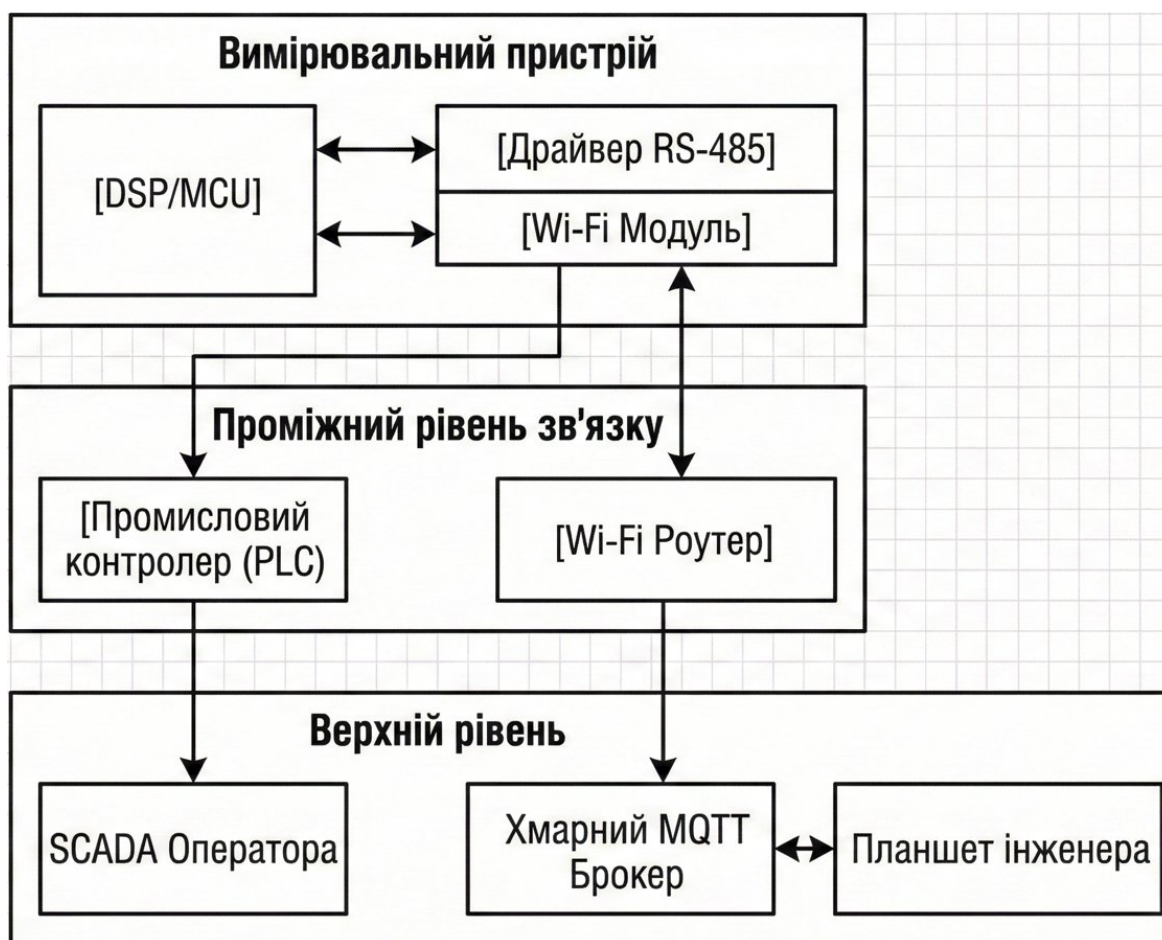 Вимірювальний пристрій
[DSP/MCU]
[Драйвер RS-485]
[Wi-Fi Модуль]
Проміжний рівень зв'язку
[Промисловий
контролер (PLC)
[Wi-Fi Роутер]
Верхній рівень
SCADA Оператора
Хмарний MQTT
Брокер
Планшет інженера